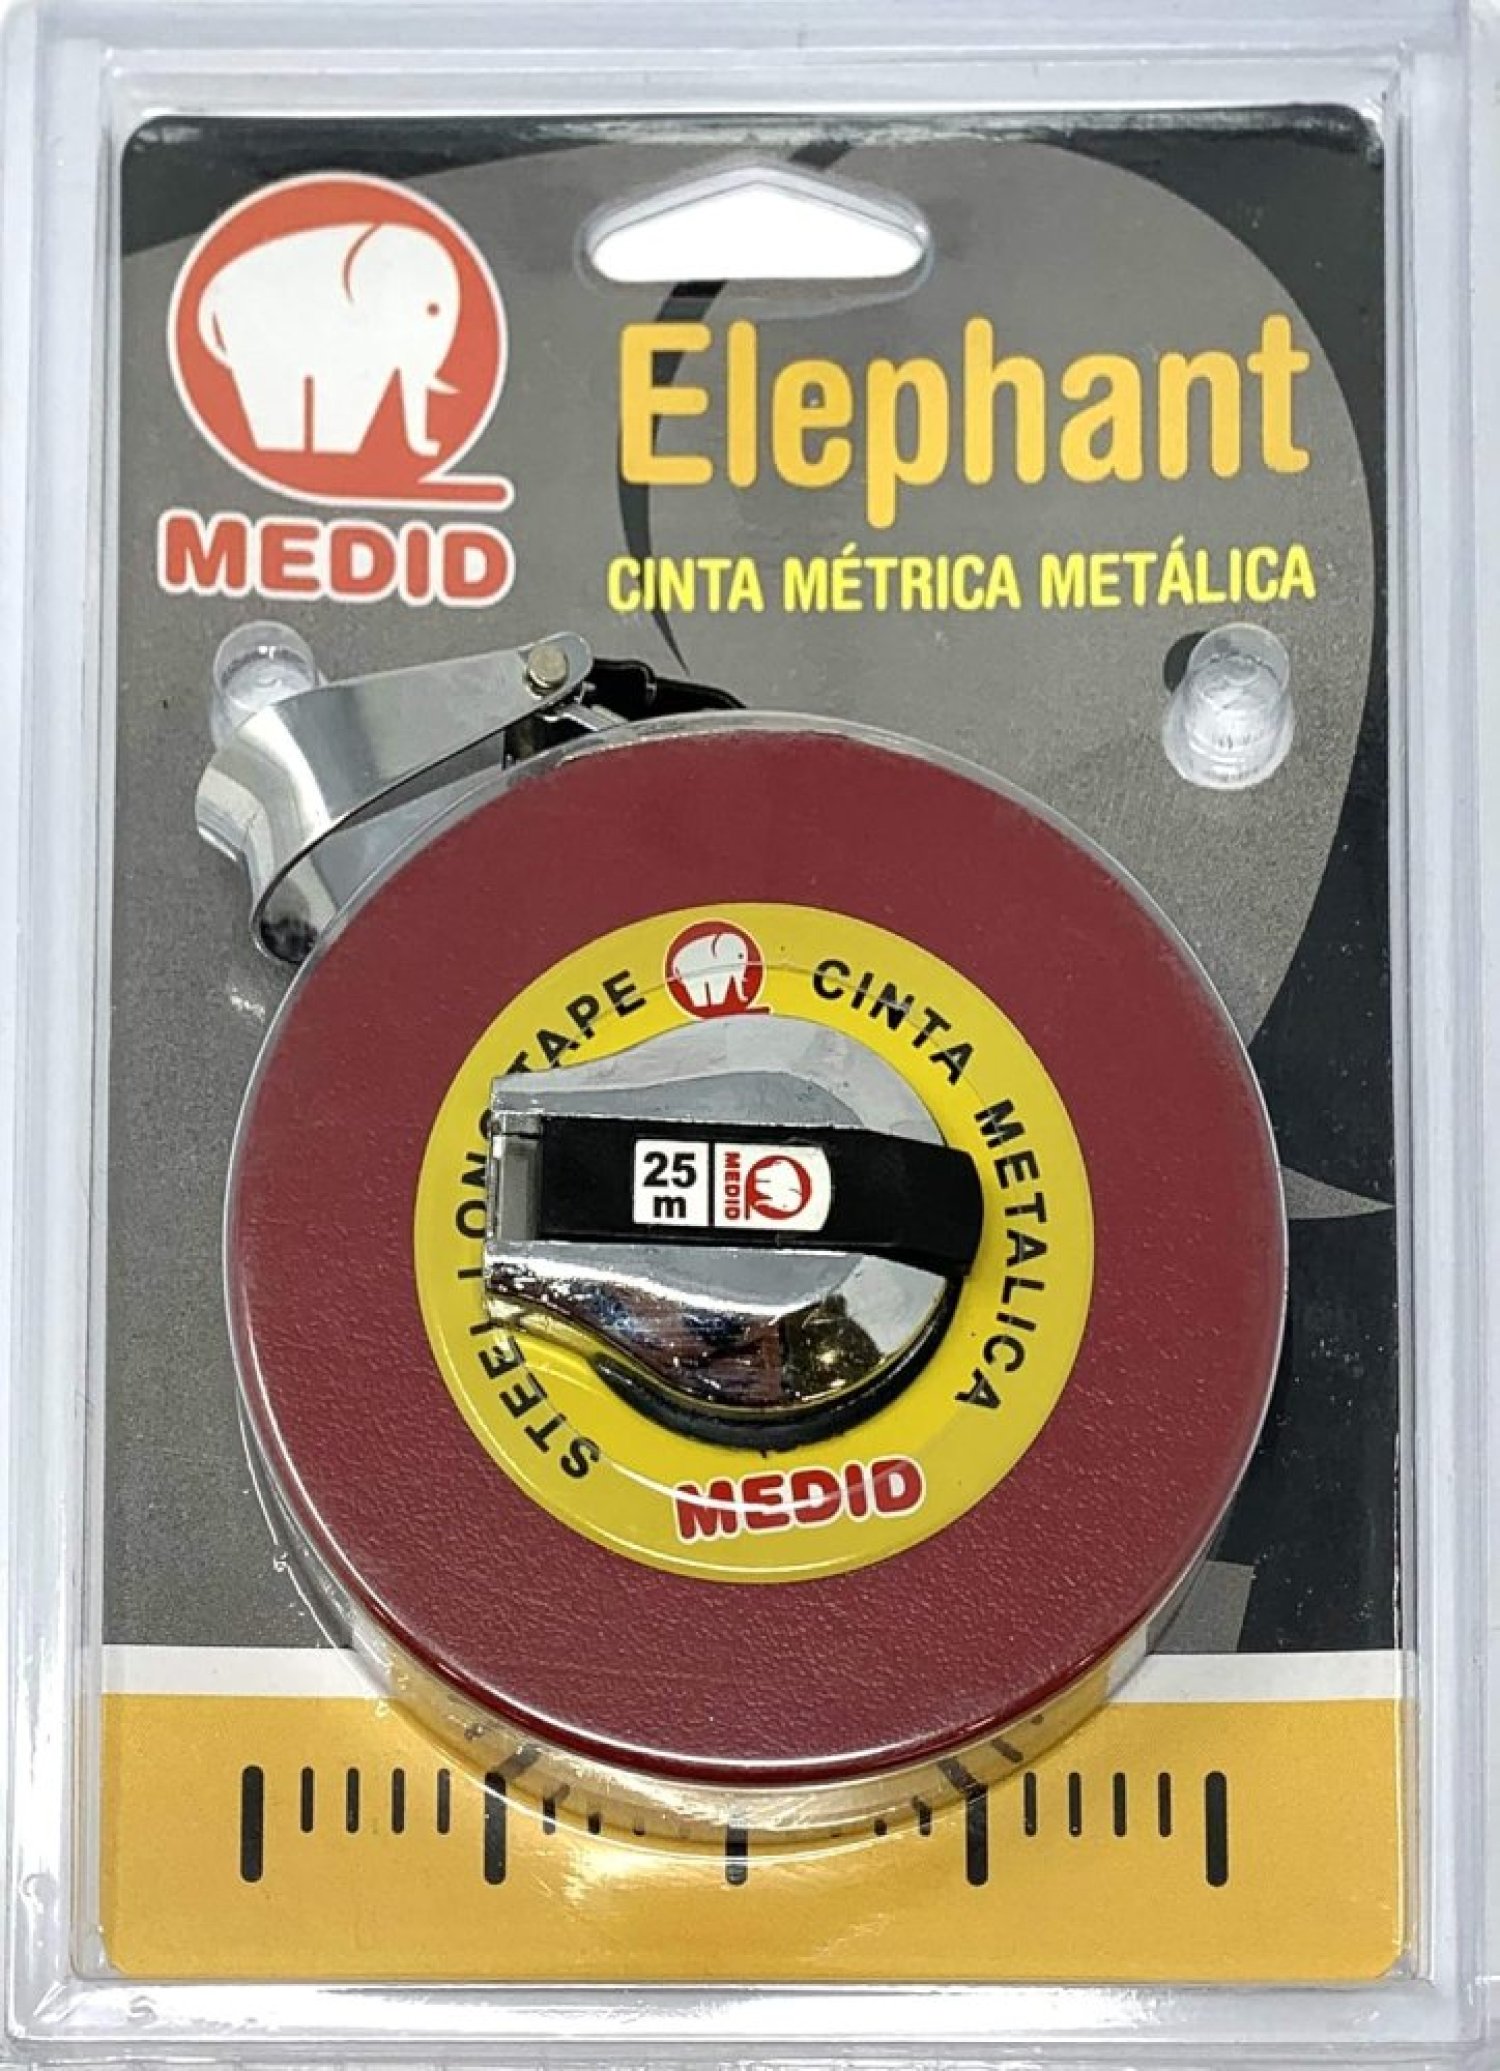 MEDID
Elephant
CINTA MÉTRICA METÁLICA
STEEL LONG TAPE
CINTA METALICA
25
m
MEDID
MEDID